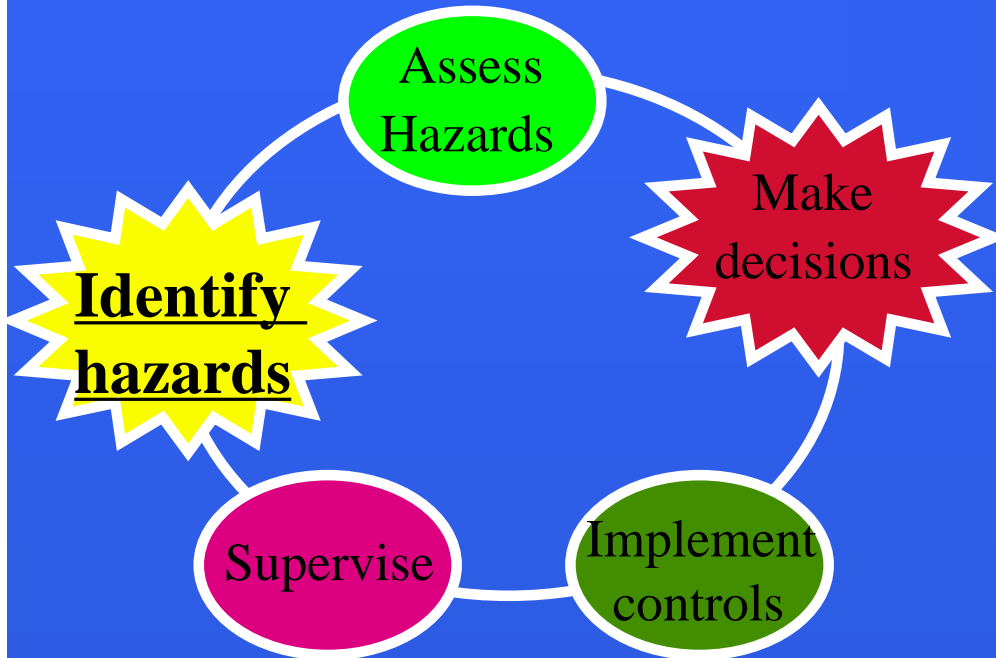 Assess
Hazards
Make
decisions
Identify
hazards
Implement
controls
Supervise